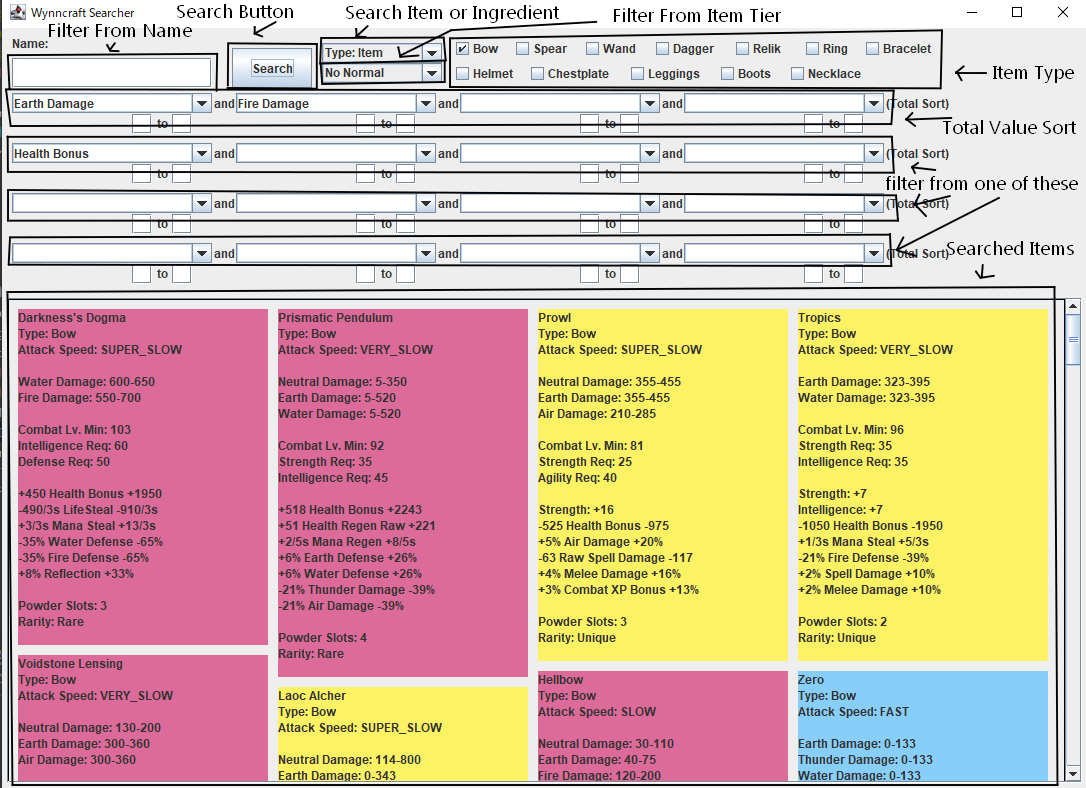 Wynncraft Searcher
Search Button
Search Item or Ingredient
Filter From Item Tier
Filter From Name
Name:
Search
Type: Item
No Normal
Bow Spear Wand Dagger Relik Ring Bracelet
Helmet Chestplate Leggings Boots Necklace
Item Type
Earth Damage and Fire Damage and and (Total Sort)
to to to to
Total Value Sort
Health Bonus and and and (Total Sort)
to to to to
filter from one of these
and and and (Total Sort)
to to to to
and and and (Total Sort)
to to to to
Searched Items
Darkness's Dogma
Type: Bow
Attack Speed: SUPER_SLOW
Water Damage: 600-650
Fire Damage: 550-700
Combat Lv. Min: 103
Intelligence Req: 60
Defense Req: 50
+450 Health Bonus +1950
-490/3s LifeSteal -910/3s
+3/3s Mana Steal +13/3s
-35% Water Defense -65%
-35% Fire Defense -65%
+8% Reflection +33%
Powder Slots: 3
Rarity: Rare
Prismatic Pendulum
Type: Bow
Attack Speed: VERY_SLOW
Neutral Damage: 5-350
Earth Damage: 5-520
Water Damage: 5-520
Combat Lv. Min: 92
Strength Req: 35
Intelligence Req: 45
+518 Health Bonus +2243
+51 Health Regen Raw +221
+2/5s Mana Regen +8/5s
+6% Earth Defense +26%
+6% Water Defense +26%
-21% Thunder Damage -39%
-21% Air Damage -39%
Powder Slots: 4
Rarity: Rare
Prowl
Type: Bow
Attack Speed: SUPER_SLOW
Neutral Damage: 355-455
Earth Damage: 355-455
Air Damage: 210-285
Combat Lv. Min: 81
Strength Req: 25
Agility Req: 40
Strength: +16
-525 Health Bonus -975
+5% Air Damage +20%
-63 Raw Spell Damage -117
+4% Melee Damage +16%
+3% Combat XP Bonus +13%
Powder Slots: 3
Rarity: Unique
Tropics
Type: Bow
Attack Speed: VERY_SLOW
Earth Damage: 323-395
Water Damage: 323-395
Combat Lv. Min: 96
Strength Req: 35
Intelligence Req: 35
Strength: +7
Intelligence: +7
-1050 Health Bonus -1950
+1/3s Mana Steal +5/3s
-21% Fire Defense -39%
+2% Spell Damage +10%
+2% Melee Damage +10%
Powder Slots: 2
Rarity: Unique
Voidstone Lensing
Type: Bow
Attack Speed: VERY_SLOW
Neutral Damage: 130-200
Earth Damage: 300-360
Air Damage: 300-360
Laoc Alcher
Type: Bow
Attack Speed: SUPER_SLOW
Neutral Damage: 114-800
Earth Damage: 0-343
Hellbow
Type: Bow
Attack Speed: SLOW
Neutral Damage: 30-110
Earth Damage: 40-75
Fire Damage: 120-200
Zero
Type: Bow
Attack Speed: FAST
Earth Damage: 0-133
Thunder Damage: 0-133
Water Damage: 0-133